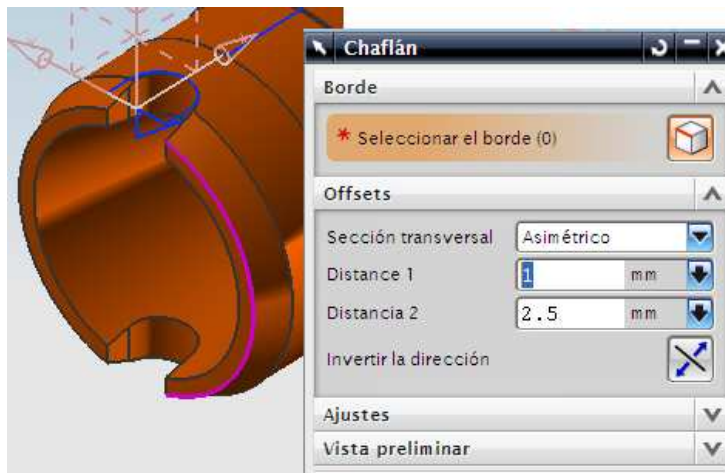 Chaflán
Borde
* Seleccionar el borde (0)
Offsets
Sección transversal Asimétrico
Distance 1 1 mm
Distancia 2 2.5 mm
Invertir la dirección
Ajustes
Vista preliminar